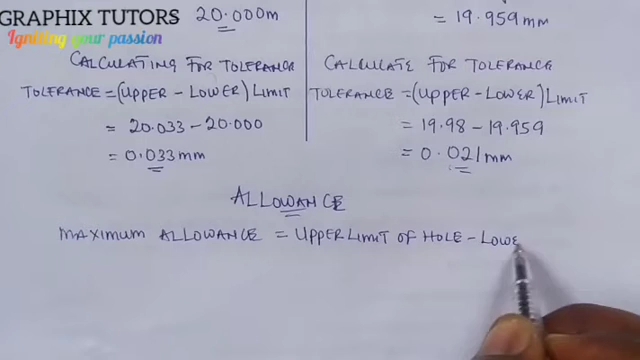 GRAPHIX TUTORS
Igniting your passion
20.000m
= 19.959mm
CALCULATING FOR TOLERANCE
TOLERANCE = (UPPER - LOWER) LIMIT
= 20.033 - 20.000
= 0.033mm
CALCULATE FOR TOLERANCE
TOLERANCE = (UPPER - LOWER) LIMIT
= 19.98 - 19.959
= 0.021mm
ALLOWANCE
MAXIMUM ALLOWANCE = UPPER LIMIT OF HOLE - LOWE